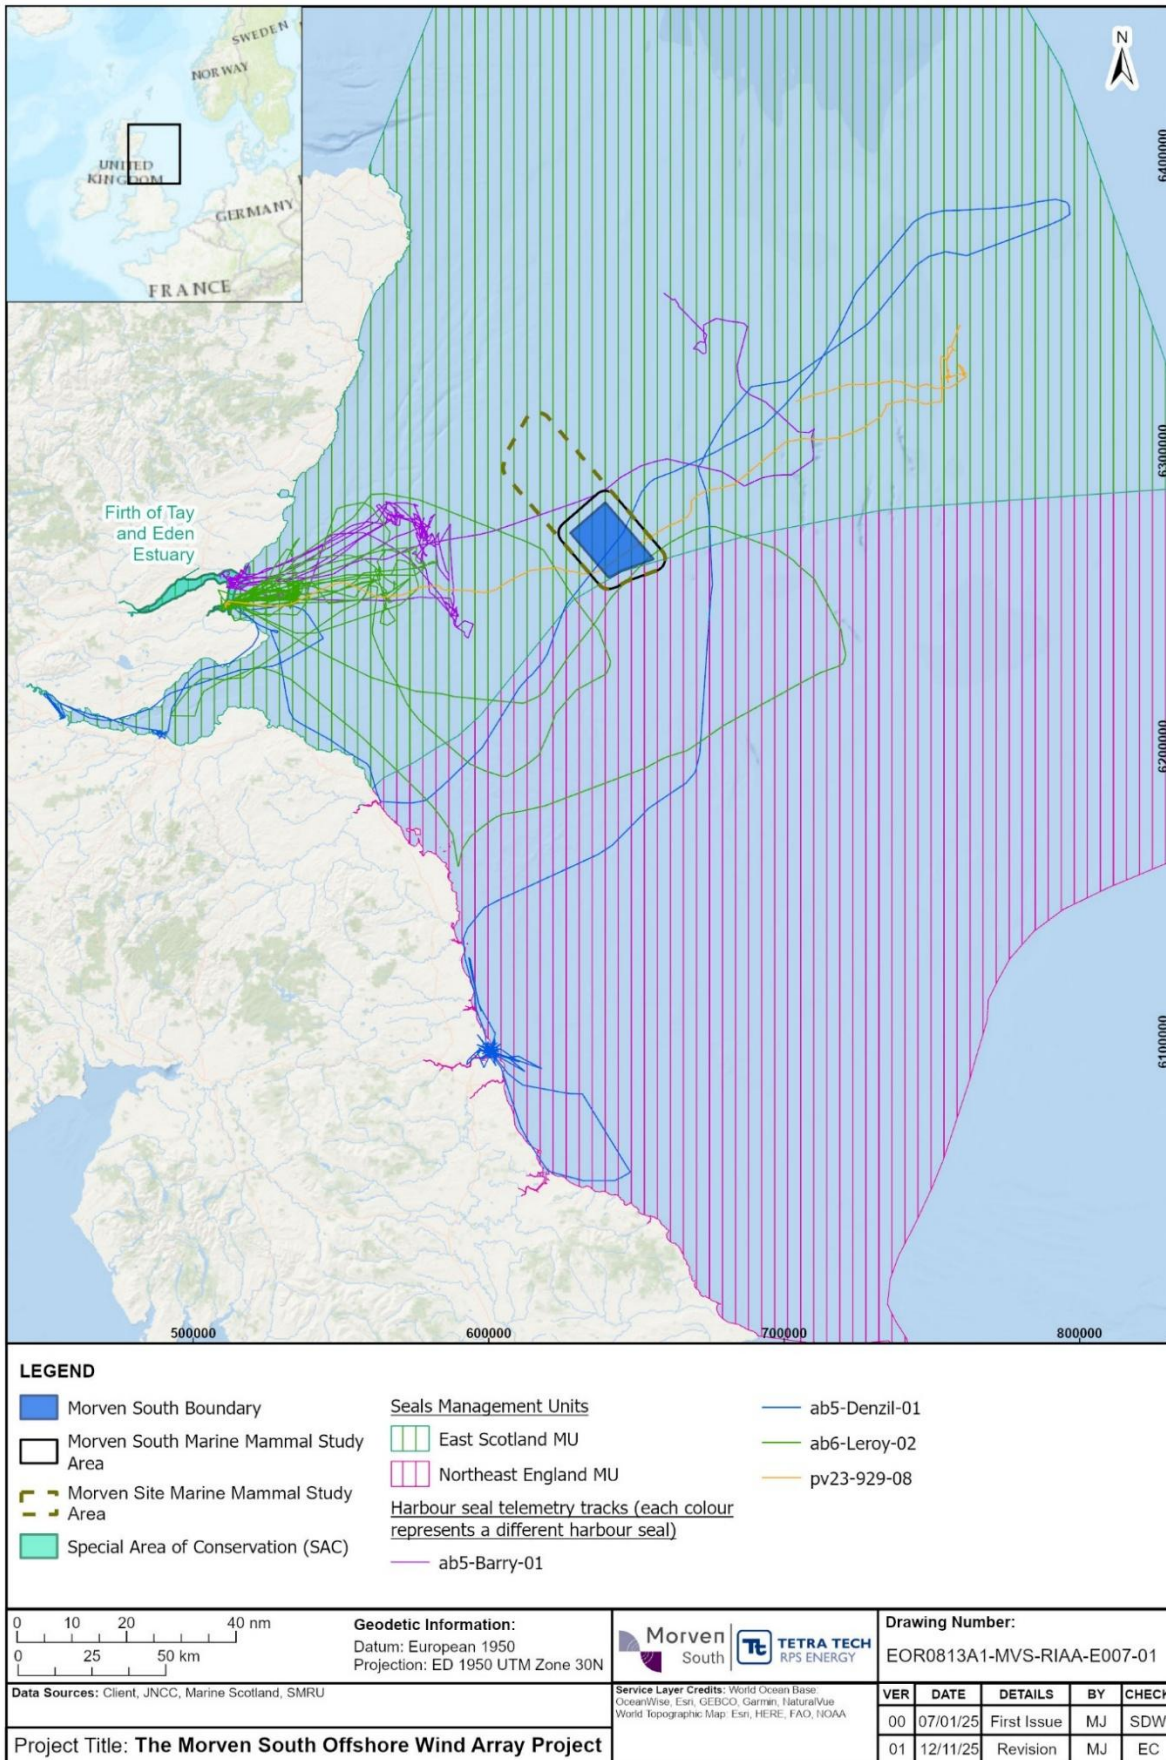 SWEDEN
NORWAY
UNITED
KINGDOM
GERMANY
FRANCE
N
6400000
6300000
6200000
6100000
Firth of Tay
and Eden
Estuary
500000
600000
700000
800000
LEGEND
Morven South Boundary
Morven South Marine Mammal Study
Area
Morven Site Marine Mammal Study
Area
Special Area of Conservation (SAC)
Seals Management Units
East Scotland MU
Northeast England MU
Harbour seal telemetry tracks (each colour
represents a different harbour seal)
ab5-Barry-01
ab5-Denzil-01
ab6-Leroy-02
pv23-929-08
0 10 20 40 nm
0 25 50 km
Geodetic Information:
Datum: European 1950
Projection: ED 1950 UTM Zone 30N
Morven
South
Tt
TETRA TECH
RPS ENERGY
Drawing Number:
EOR0813A1-MVS-RIAA-E007-01
Data Sources: Client, JNCC, Marine Scotland, SMRU
Service Layer Credits: World Ocean Base:
OceanWise, Esri, GEBCO, Garmin, NaturalVue
World Topographic Map: Esri, HERE, FAO, NOAA
VER DATE DETAILS BY CHECK
00 07/01/25 First Issue MJ SDW
01 12/11/25 Revision MJ EC
Project Title: The Morven South Offshore Wind Array Project